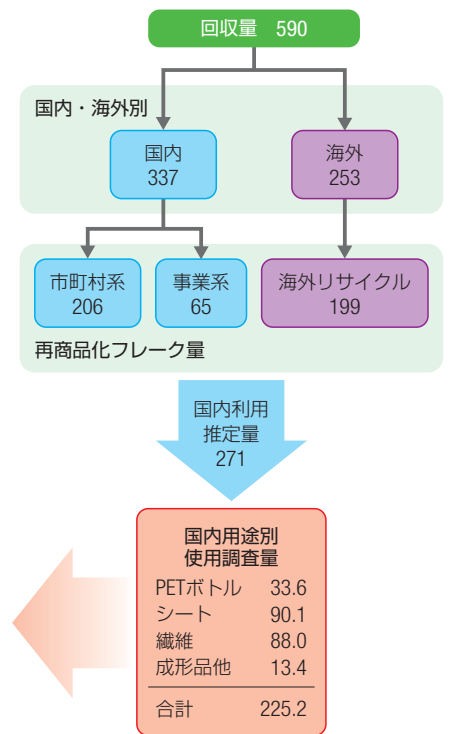 回収量 590
国内・海外別
国内
337
海外
253
市町村系
206
事業系
65
海外リサイクル
199
再商品化フレーク量
国内利用
推定量
271
国内用途別
使用調査量
PETボトル 33.6
シート 90.1
繊維 88.0
成形品他 13.4
合計 225.2